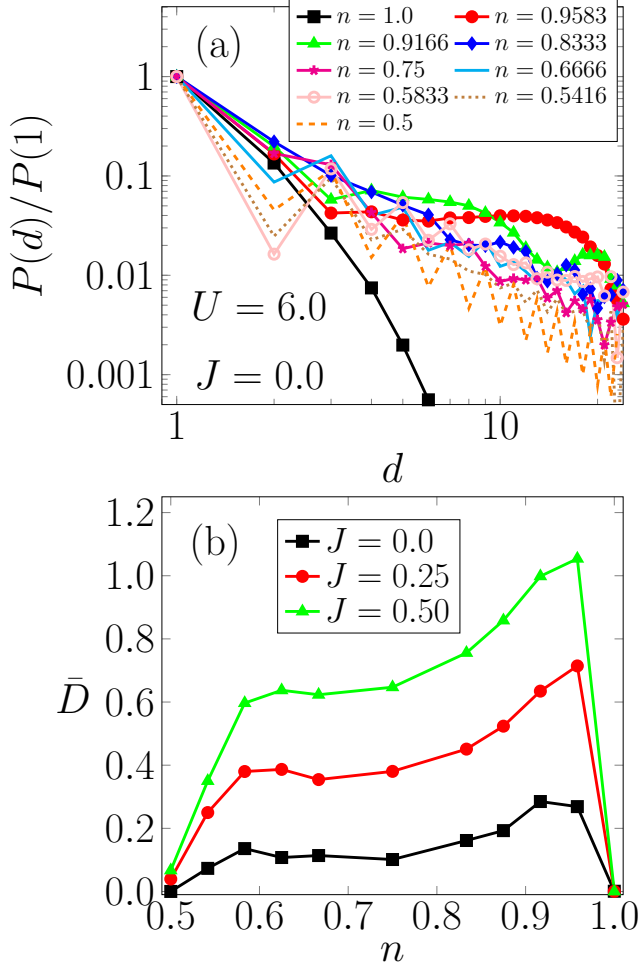 (a)
n = 1.0
n = 0.9583
n = 0.9166
n = 0.8333
n = 0.75
n = 0.6666
n = 0.5833
n = 0.5416
n = 0.5
1
0.1
0.01
0.001
P(d)/P(1)
U = 6.0
J = 0.0
1
10
d
(b)
J = 0.0
J = 0.25
J = 0.50
1.2
1.0
0.8
0.6
0.4
0.2
0.0
D̄
0.5
0.6
0.7
0.8
0.9
1.0
n